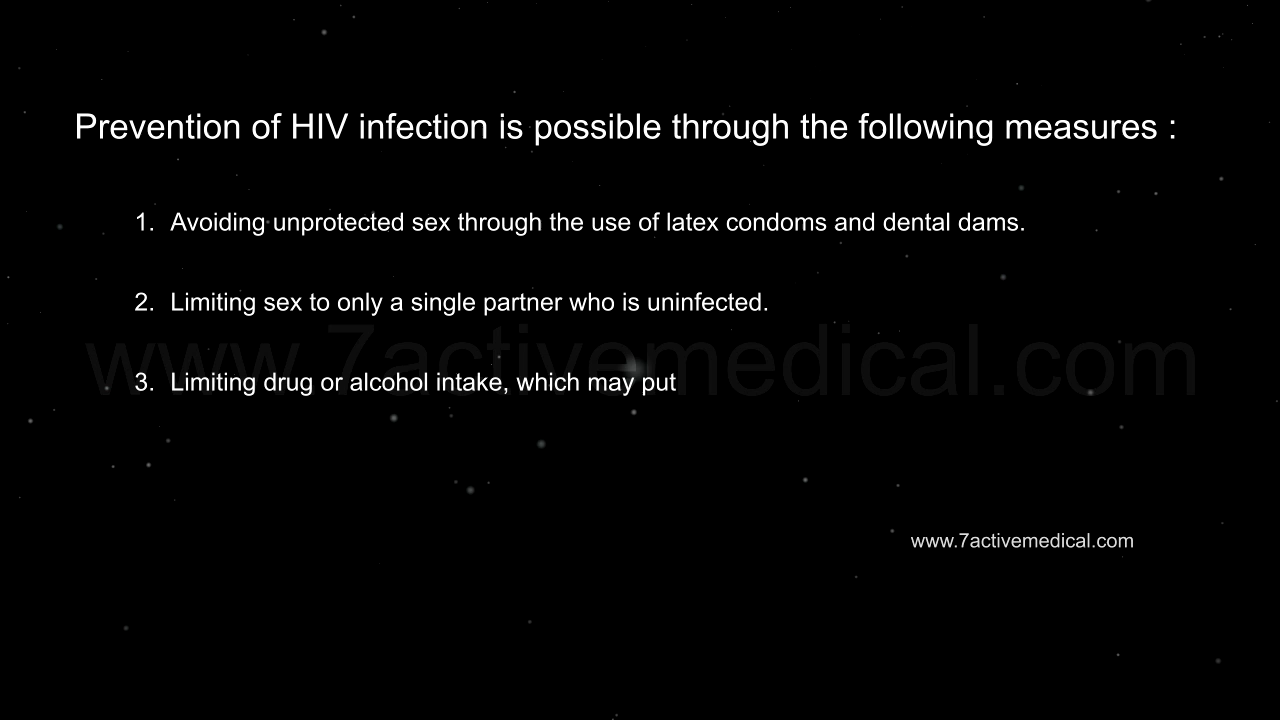 Prevention of HIV infection is possible through the following measures :
1. Avoiding unprotected sex through the use of latex condoms and dental dams.
2. Limiting sex to only a single partner who is uninfected.
www.7activemedical.com
3. Limiting drug or alcohol intake, which may put
www.7activemedical.com